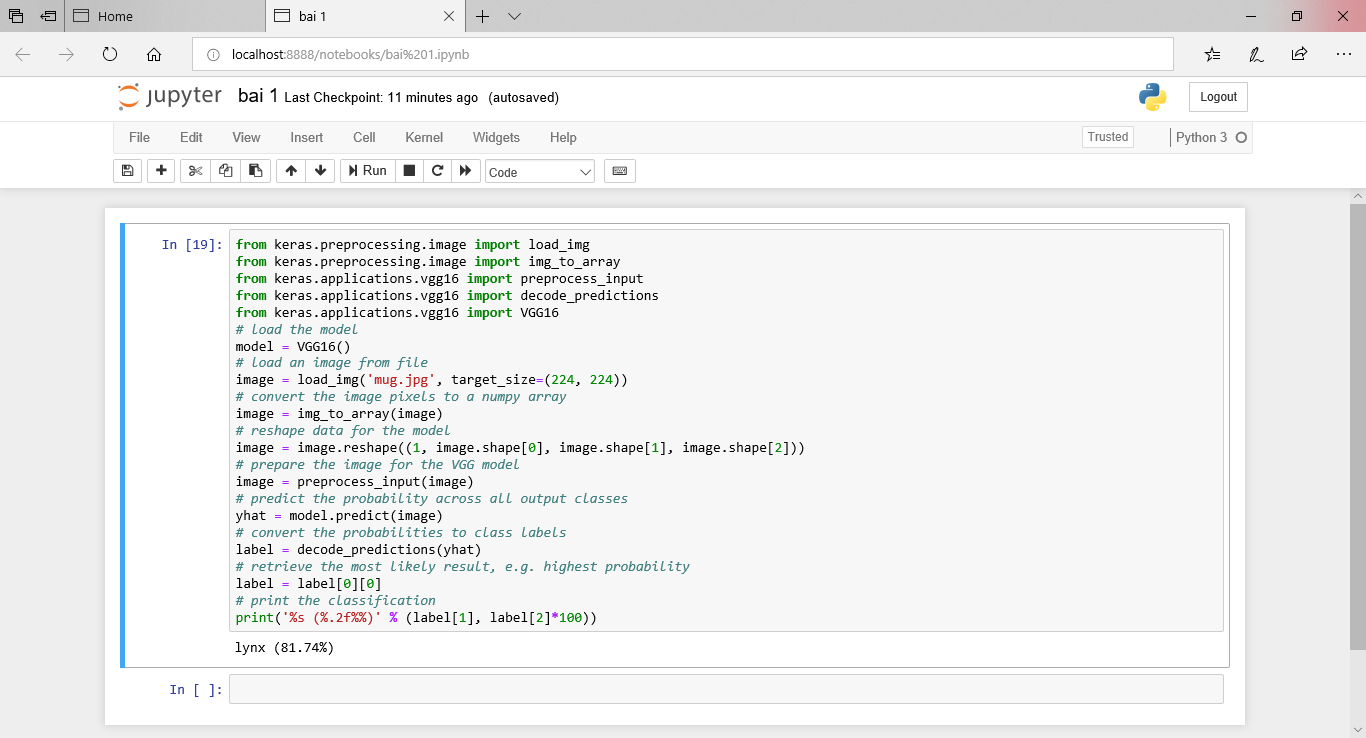 Home
bai 1
localhost:8888/notebooks/bai%201.ipynb
jupyter bai 1 Last Checkpoint: 11 minutes ago (autosaved)
Logout
File Edit View Insert Cell Kernel Widgets Help
Trusted
Python 3
Run
Code
In [19]:
from keras.preprocessing.image import load_img
from keras.preprocessing.image import img_to_array
from keras.applications.vgg16 import preprocess_input
from keras.applications.vgg16 import decode_predictions
from keras.applications.vgg16 import VGG16
# load the model
model = VGG16()
# load an image from file
image = load_img('mug.jpg', target_size=(224, 224))
# convert the image pixels to a numpy array
image = img_to_array(image)
# reshape data for the model
image = image.reshape((1, image.shape[0], image.shape[1], image.shape[2]))
# prepare the image for the VGG model
image = preprocess_input(image)
# predict the probability across all output classes
yhat = model.predict(image)
# convert the probabilities to class labels
label = decode_predictions(yhat)
# retrieve the most likely result, e.g. highest probability
label = label[0][0]
# print the classification
print('%s (%.2f%%)' % (label[1], label[2]*100))
lynx (81.74%)
In [ ]: